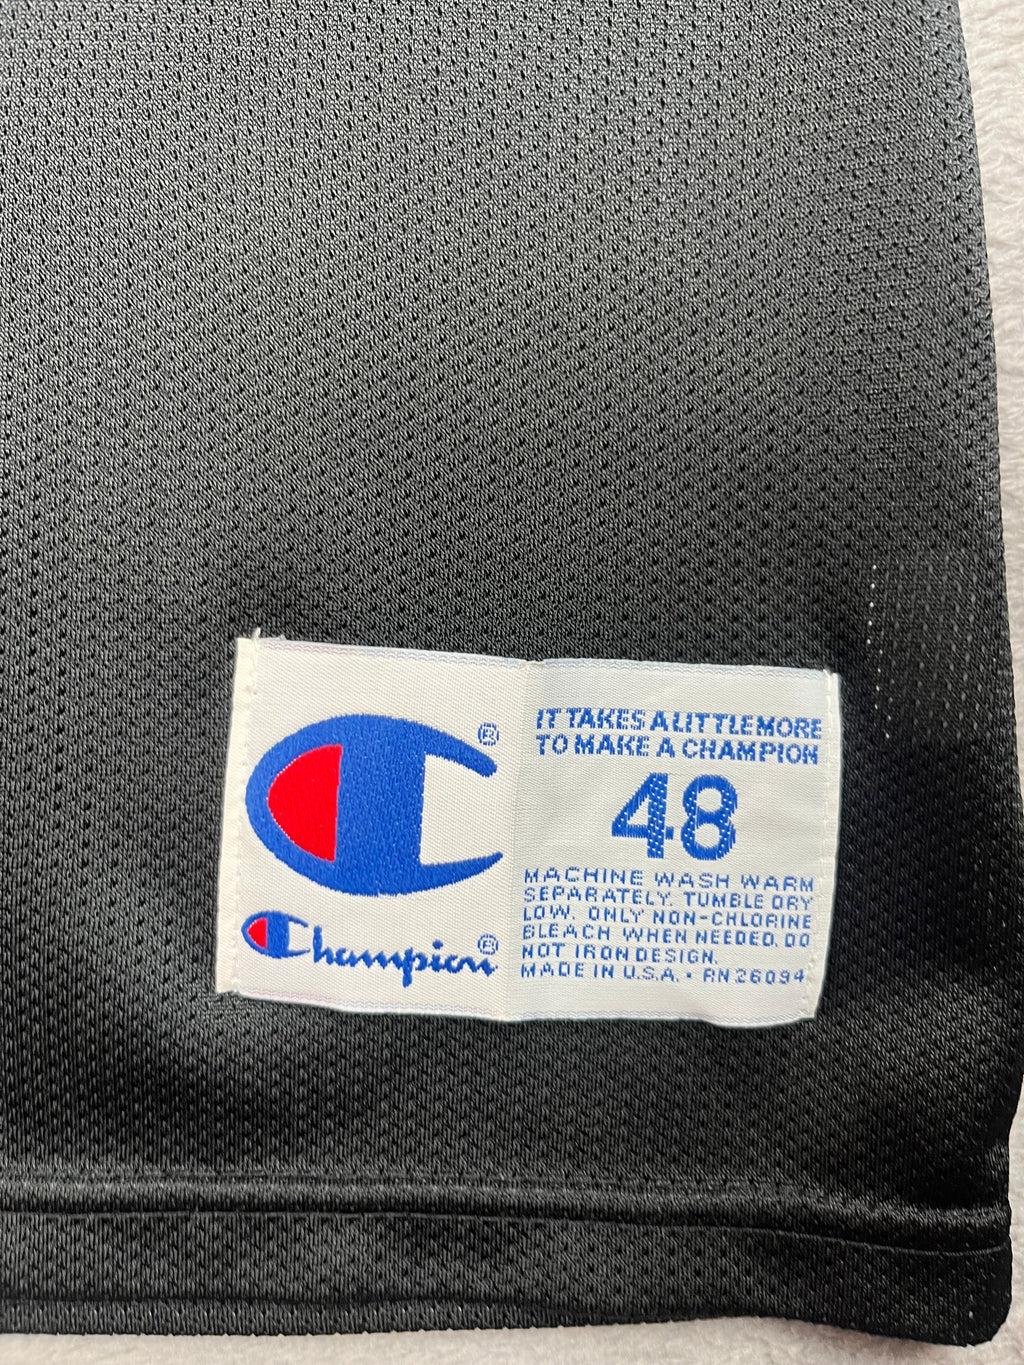 ®
Champion®
IT TAKES A LITTLE MORE
TO MAKE A CHAMPION
48
MACHINE WASH WARM
SEPARATELY. TUMBLE DRY
LOW. ONLY NON-CHLORINE
BLEACH WHEN NEEDED. DO
NOT IRON DESIGN.
MADE IN U.S.A. • RN 26094